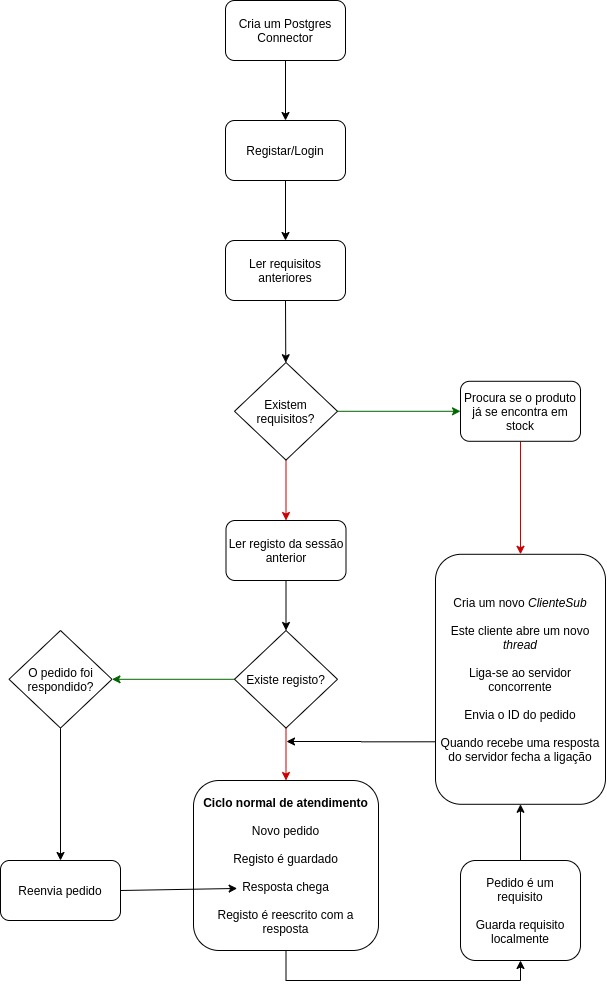 Cria um Postgres
Connector
Registar/Login
Ler requisitos
anteriores
Existem
requisitos?
Procura se o produto
já se encontra em
stock
Ler registo da sessão
anterior
Cria um novo ClienteSub
Este cliente abre um novo
thread
Liga-se ao servidor
concorrente
Envia o ID do pedido
Quando recebe uma resposta
do servidor fecha a ligação
O pedido foi
respondido?
Existe registo?
Ciclo normal de atendimento
Novo pedido
Registo é guardado
Resposta chega
Registo é reescrito com a
resposta
Reenvia pedido
Pedido é um
requisito
Guarda requisito
localmente